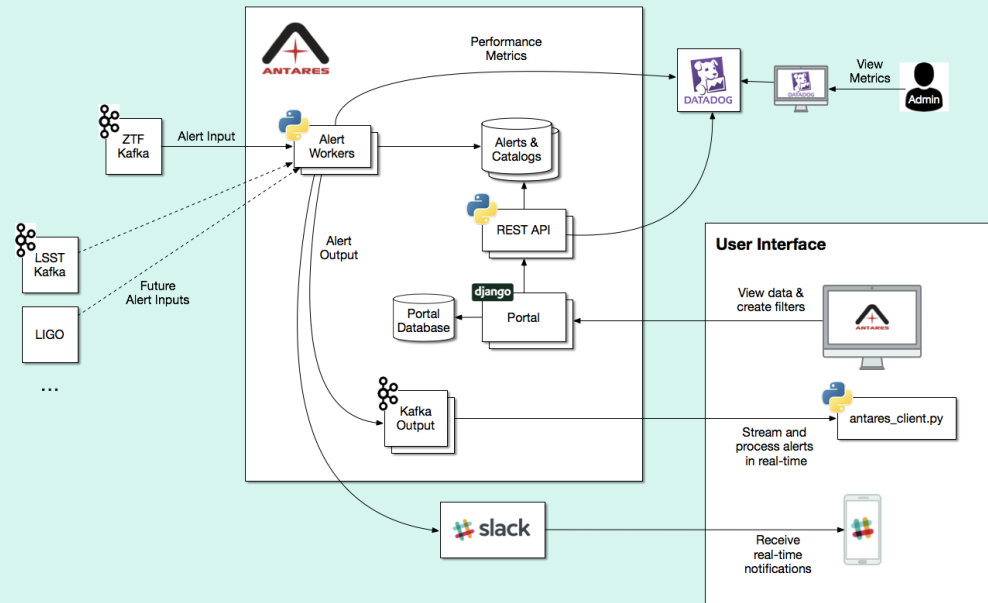 ANTARES
Performance
Metrics
DATADOG
DATADOG
View
Metrics
Admin
ZTF
Kafka
Alert Input
Alert
Workers
Alerts &
Catalogs
REST API
LSST
Kafka
Future
Alert Inputs
LIGO
...
Alert
Output
django
Portal
Portal
Database
Kafka
Output
User Interface
View data &
create filters
ANTARES
antares_client.py
Stream and
process alerts
in real-time
slack
Receive
real-time
notifications